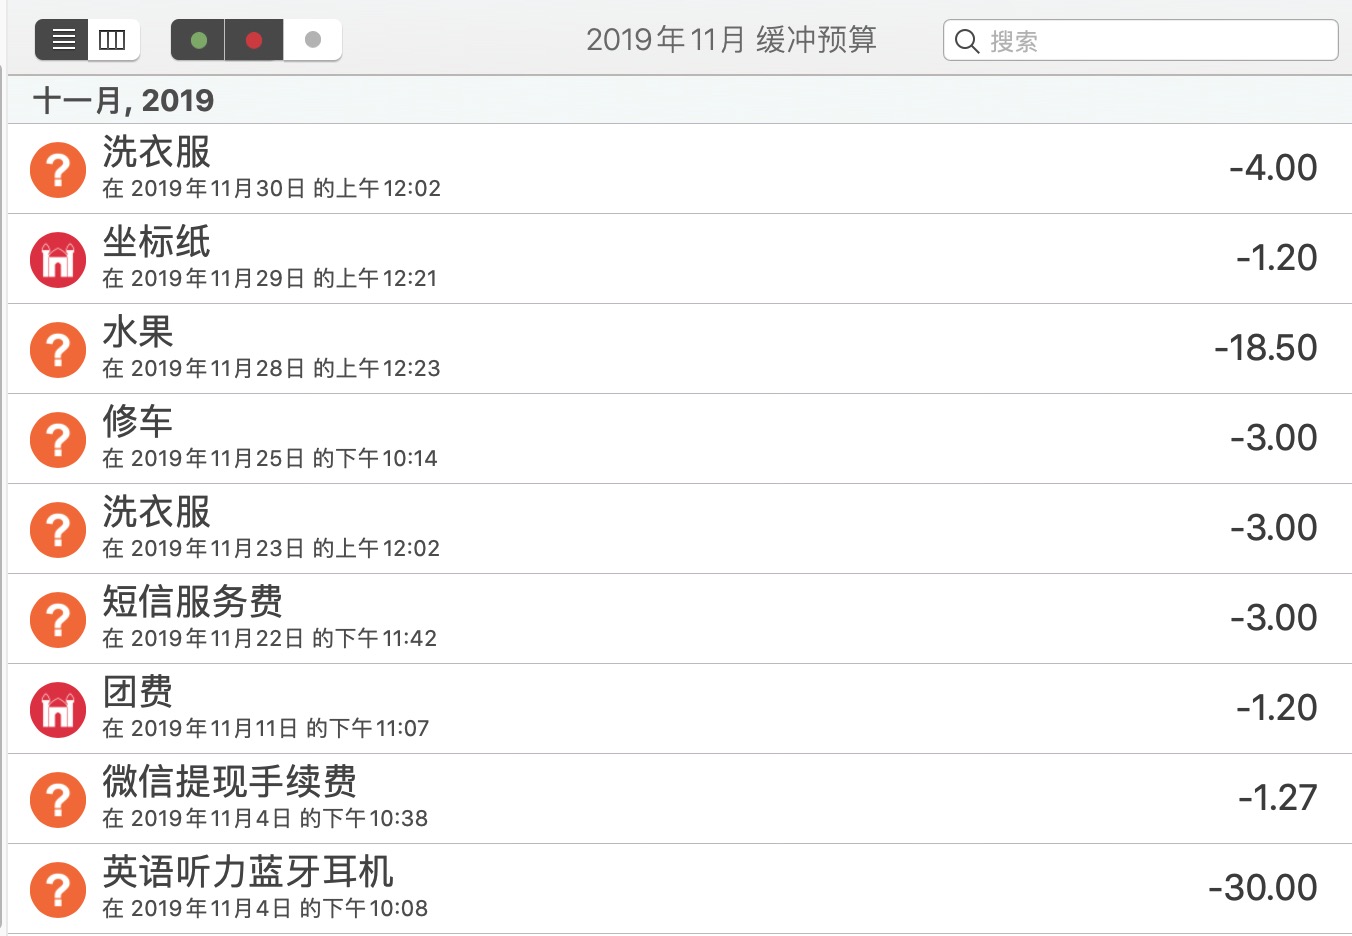 2019年11月 缓冲预算
搜索
十一月, 2019
洗衣服
在 2019年11月30日 的上午12:02
-4.00
坐标纸
在 2019年11月29日 的上午12:21
-1.20
水果
在 2019年11月28日 的上午12:23
-18.50
修车
在 2019年11月25日 的下午10:14
-3.00
洗衣服
在 2019年11月23日 的上午12:02
-3.00
短信服务费
在 2019年11月22日 的下午11:42
-3.00
团费
在 2019年11月11日 的下午11:07
-1.20
微信提现手续费
在 2019年11月4日 的下午10:38
-1.27
英语听力蓝牙耳机
在 2019年11月4日 的下午10:08
-30.00